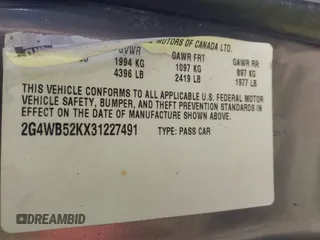 MOTORS OF CANADA LTD.
GVWR GAWR FRT GAWR RR
1994 KG 1097 KG 897 KG
4396 LB 2419 LB 1977 LB
THIS VEHICLE CONFORMS TO ALL APPLICABLE U.S. FEDERAL MOTOR
VEHICLE SAFETY, BUMPER, AND THEFT PREVENTION STANDARDS
IN EFFECT ON THE DATE OF MANUFACTURE SHOWN ABOVE.
2G4WB52KX31227491 TYPE: PASS CAR
DREAMBID